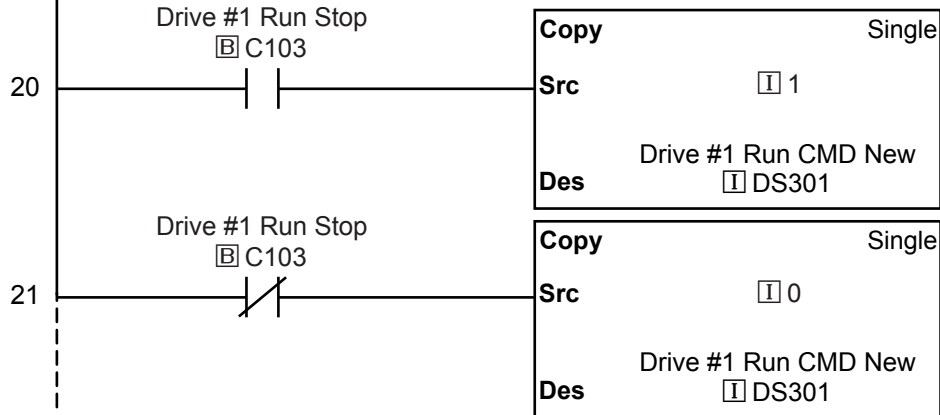 Drive #1 Run Stop
B C103
20
Copy Single
Src I 1
Drive #1 Run CMD New
Des I DS301
Drive #1 Run Stop
B C103
21
Copy Single
Src I 0
Drive #1 Run CMD New
Des I DS301